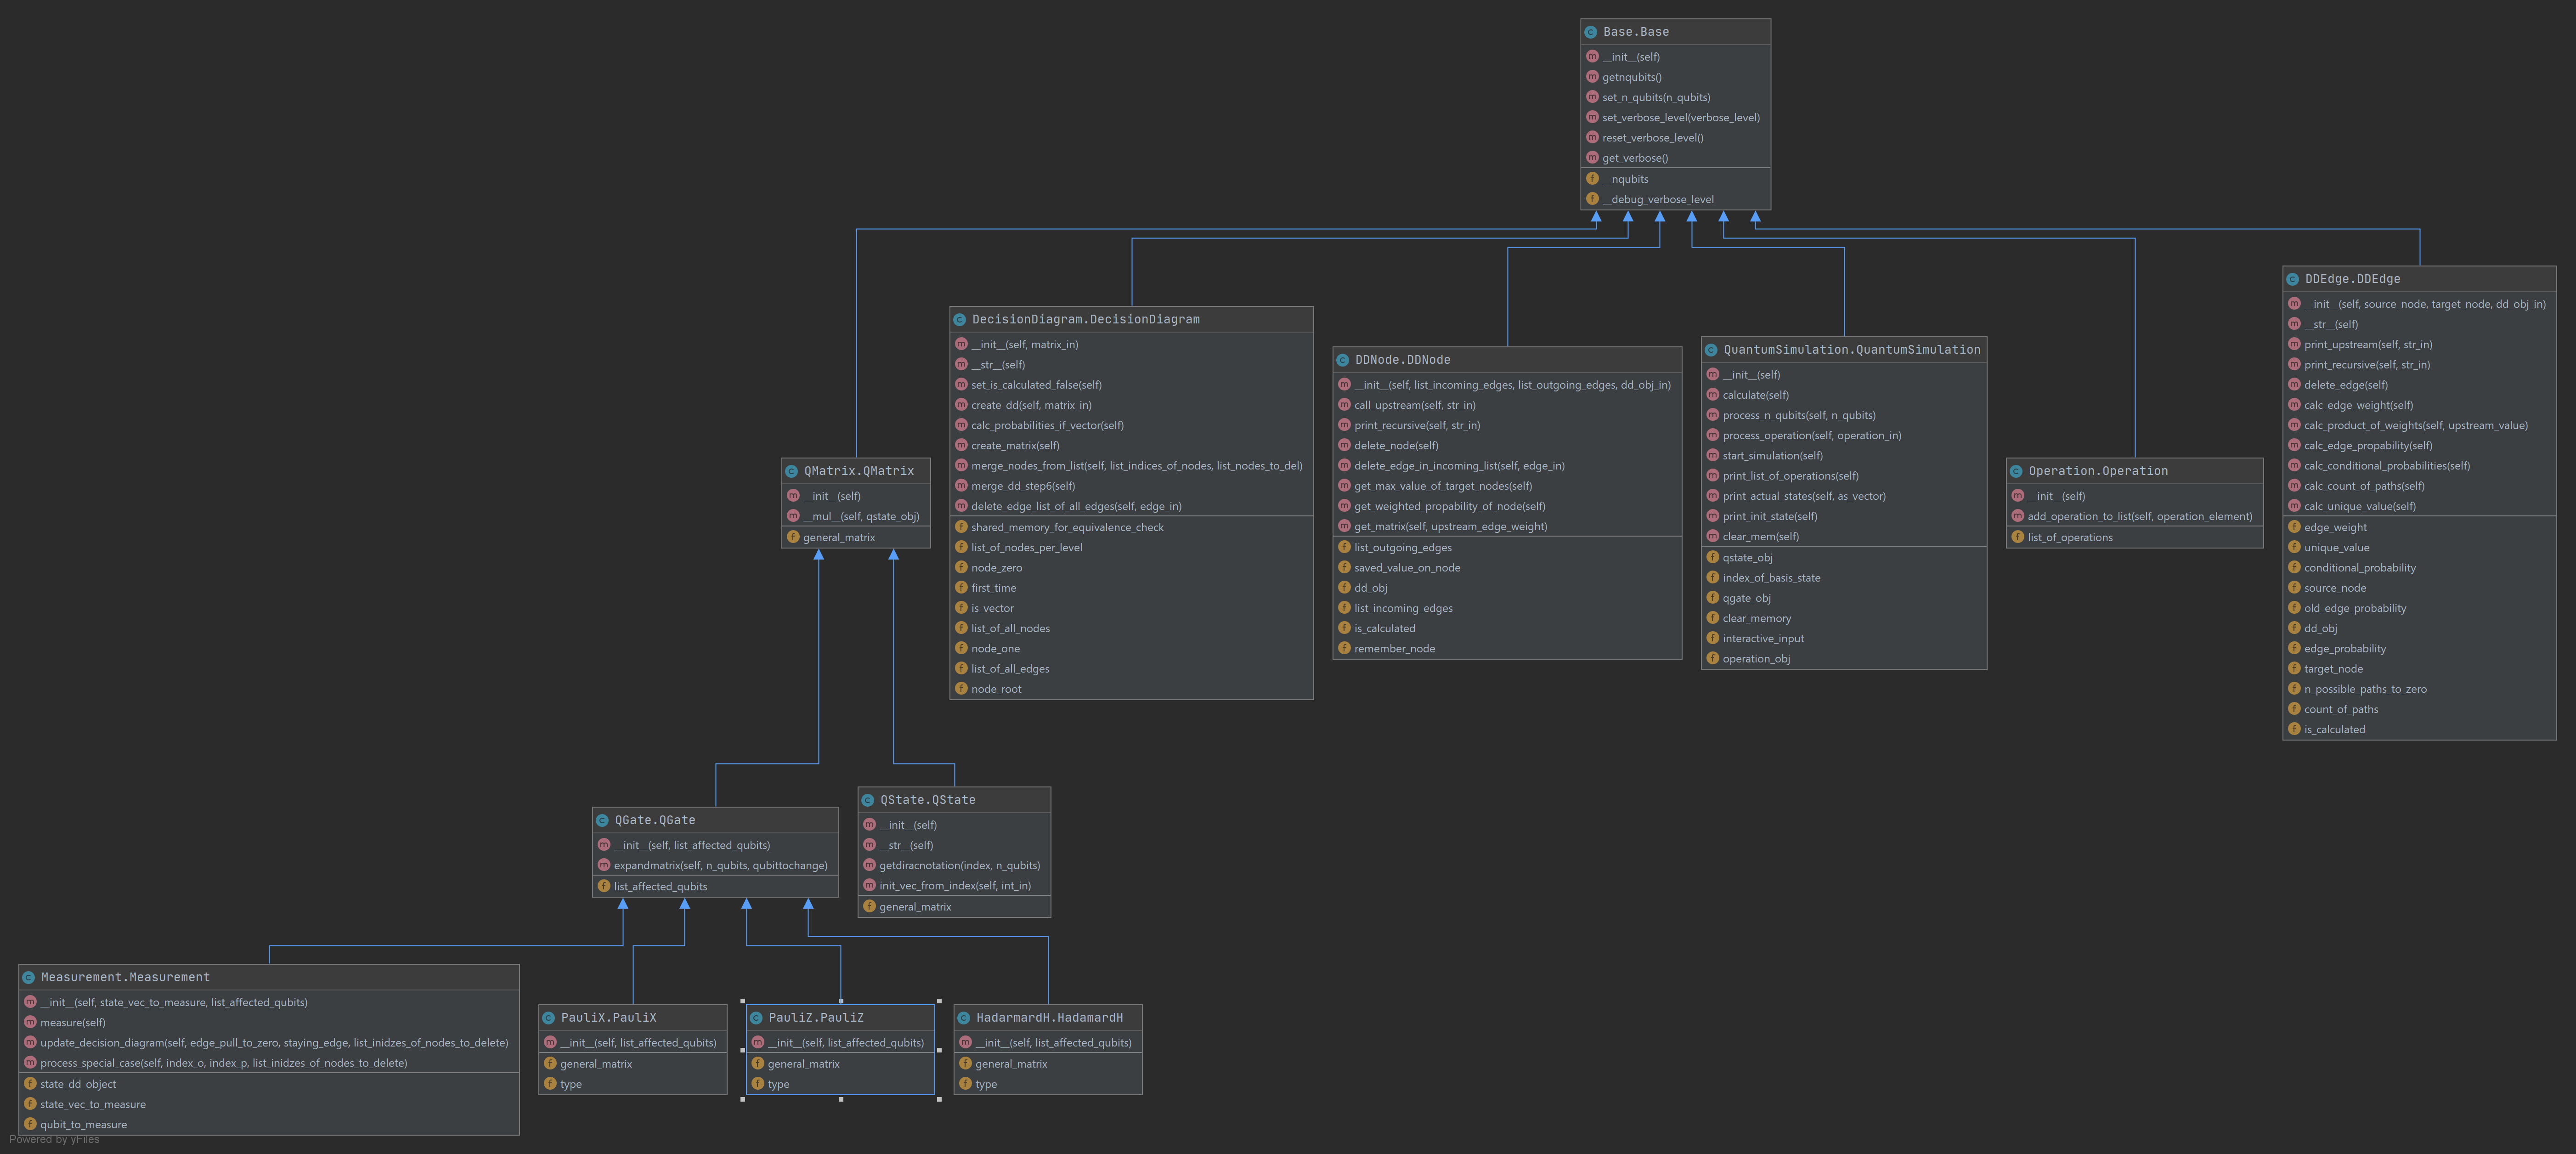 Base.Base
__init__(self)
getnqubits()
set_n_qubits(n_qubits)
set_verbose_level(verbose_level)
reset_verbose_level()
get_verbose()
__nqubits
__debug_verbose_level
DDEdge.DDEdge
__init__(self, source_node, target_node, dd_obj_in)
__str__(self)
print_upstream(self, str_in)
print_recursive(self, str_in)
delete_edge(self)
calc_edge_weight(self)
calc_product_of_weights(self, upstream_value)
calc_edge_propability(self)
calc_conditional_probabilities(self)
calc_count_of_paths(self)
calc_unique_value(self)
edge_weight
unique_value
conditional_probability
source_node
old_edge_probability
dd_obj
edge_probability
target_node
n_possible_paths_to_zero
count_of_paths
is_calculated
DecisionDiagram.DecisionDiagram
__init__(self, matrix_in)
__str__(self)
set_is_calculated_false(self)
create_dd(self, matrix_in)
calc_probabilities_if_vector(self)
create_matrix(self)
merge_nodes_from_list(self, list_indices_of_nodes, list_nodes_to_del)
merge_dd_step6(self)
delete_edge_list_of_all_edges(self, edge_in)
shared_memory_for_equivalence_check
list_of_nodes_per_level
node_zero
first_time
is_vector
list_of_all_nodes
node_one
list_of_all_edges
node_root
DDNode.DDNode
__init__(self, list_incoming_edges, list_outgoing_edges, dd_obj_in)
call_upstream(self, str_in)
print_recursive(self, str_in)
delete_node(self)
delete_edge_in_incoming_list(self, edge_in)
get_max_value_of_target_nodes(self)
get_weighted_propability_of_node(self)
get_matrix(self, upstream_edge_weight)
list_outgoing_edges
saved_value_on_node
dd_obj
list_incoming_edges
is_calculated
remember_node
QuantumSimulation.QuantumSimulation
__init__(self)
calculate(self)
process_n_qubits(self, n_qubits)
process_operation(self, operation_in)
start_simulation(self)
print_list_of_operations(self)
print_actual_states(self, as_vector)
print_init_state(self)
clear_mem(self)
qstate_obj
index_of_basis_state
qgate_obj
clear_memory
interactive_input
operation_obj
QMatrix.QMatrix
__init__(self)
__mul__(self, qstate_obj)
general_matrix
Operation.Operation
__init__(self)
add_operation_to_list(self, operation_element)
list_of_operations
QGate.QGate
__init__(self, list_affected_qubits)
expandmatrix(self, n_qubits, qubittochange)
list_affected_qubits
QState.QState
__init__(self)
__str__(self)
getdiracnotation(index, n_qubits)
init_vec_from_index(self, int_in)
general_matrix
Measurement.Measurement
__init__(self, state_vec_to_measure, list_affected_qubits)
measure(self)
update_decision_diagram(self, edge_pull_to_zero, staying_edge, list_inidzes_of_nodes_to_delete)
process_special_case(self, index_o, index_p, list_inidzes_of_nodes_to_delete)
state_dd_object
state_vec_to_measure
qubit_to_measure
PauliX.PauliX
__init__(self, list_affected_qubits)
general_matrix
type
PauliZ.PauliZ
__init__(self, list_affected_qubits)
general_matrix
type
HadarmardH.HadamardH
__init__(self, list_affected_qubits)
general_matrix
type
Powered by yFiles